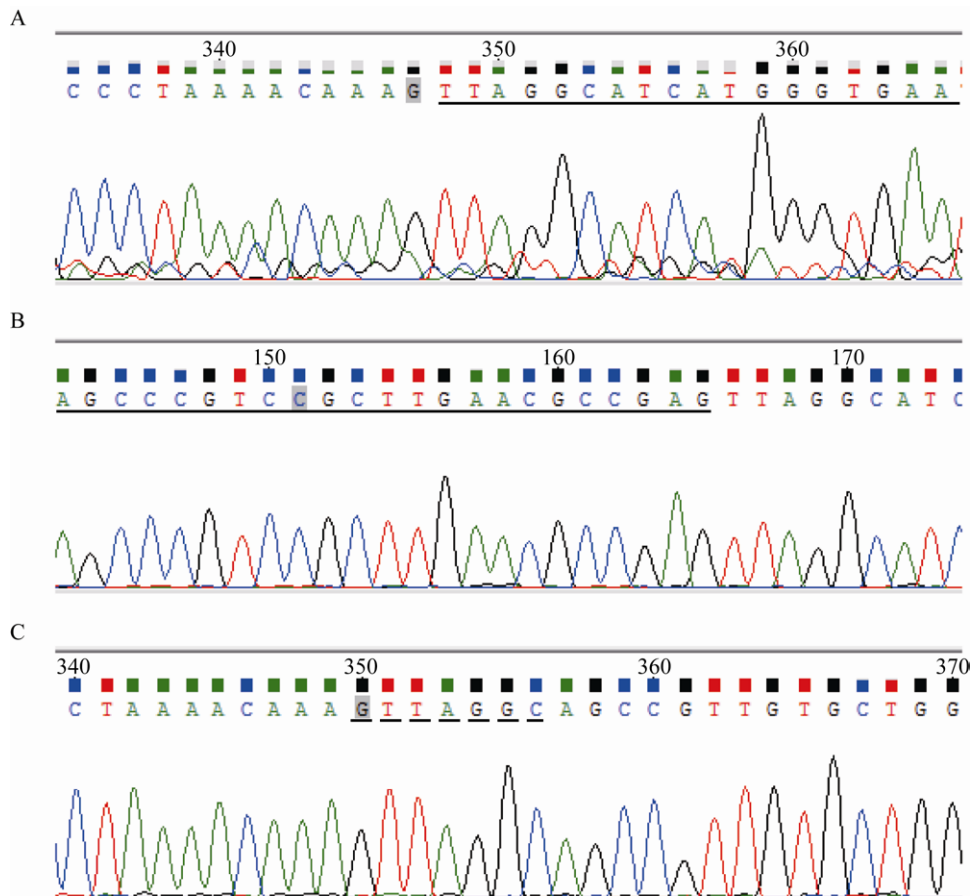 A
340 350 360
C C C T A A A A C A A A G T T A G G C A T C A T G G G T G A A
B
150 160 170
A G C C C G T C C G C T T G A A C G C C G A G T T A G G C A T C
C
340 350 360 370
C T A A A A C A A A G T T A G G C A G C C G T T G T G C T G G